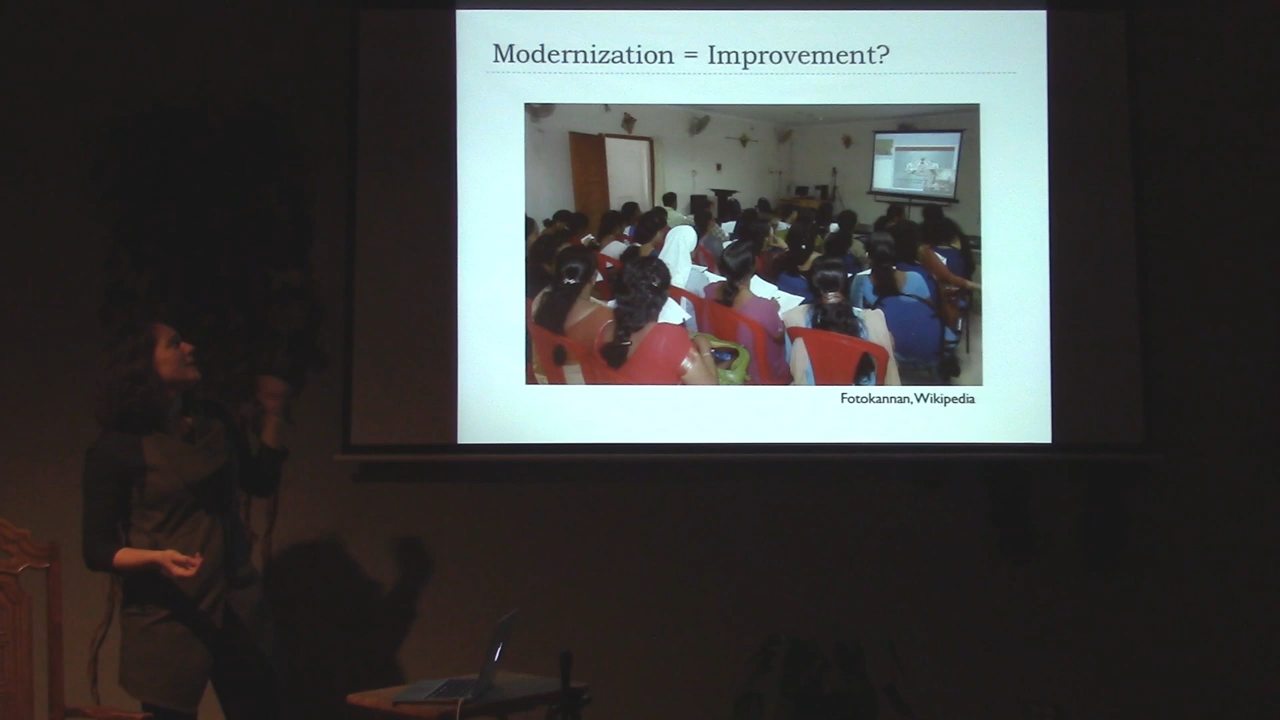 Modernization = Improvement?
Fotokannan, Wikipedia